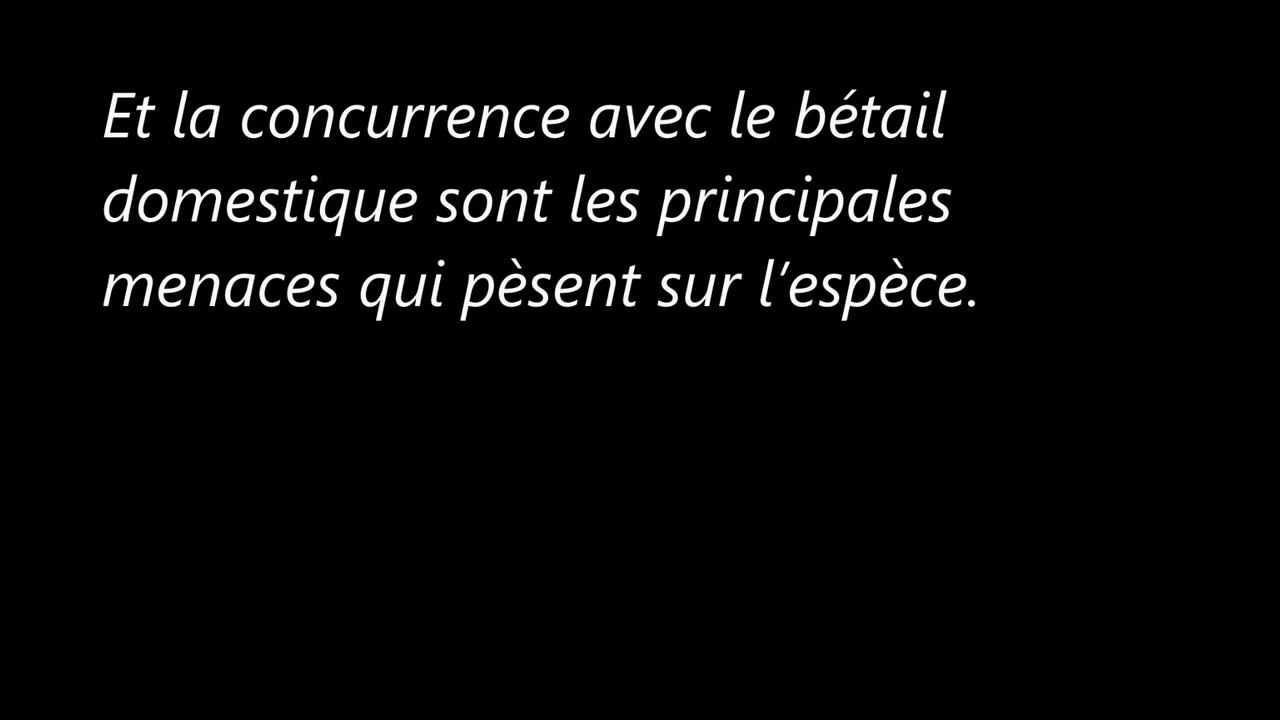 Et la concurrence avec le bétail
domestique sont les principales
menaces qui pèsent sur l’espèce.